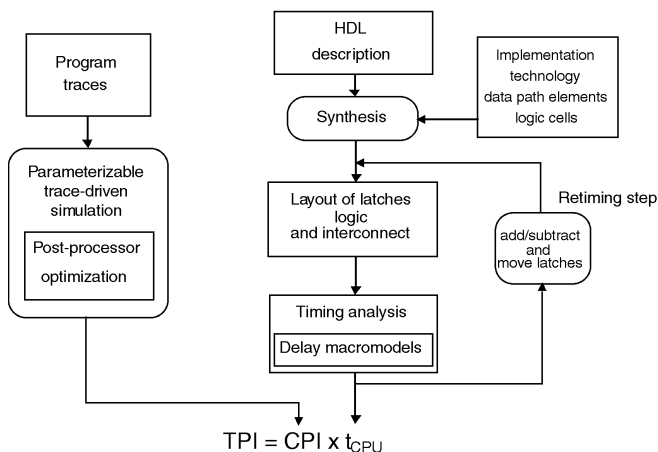 Program
traces
Parameterizable
trace-driven
simulation
Post-processor
optimization
HDL
description
Synthesis
Implementation
technology
data path elements
logic cells
Layout of latches
logic
and interconnect
Retiming step
add/subtract
and
move latches
Timing analysis
Delay macromodels
TPI = CPI x tCPU